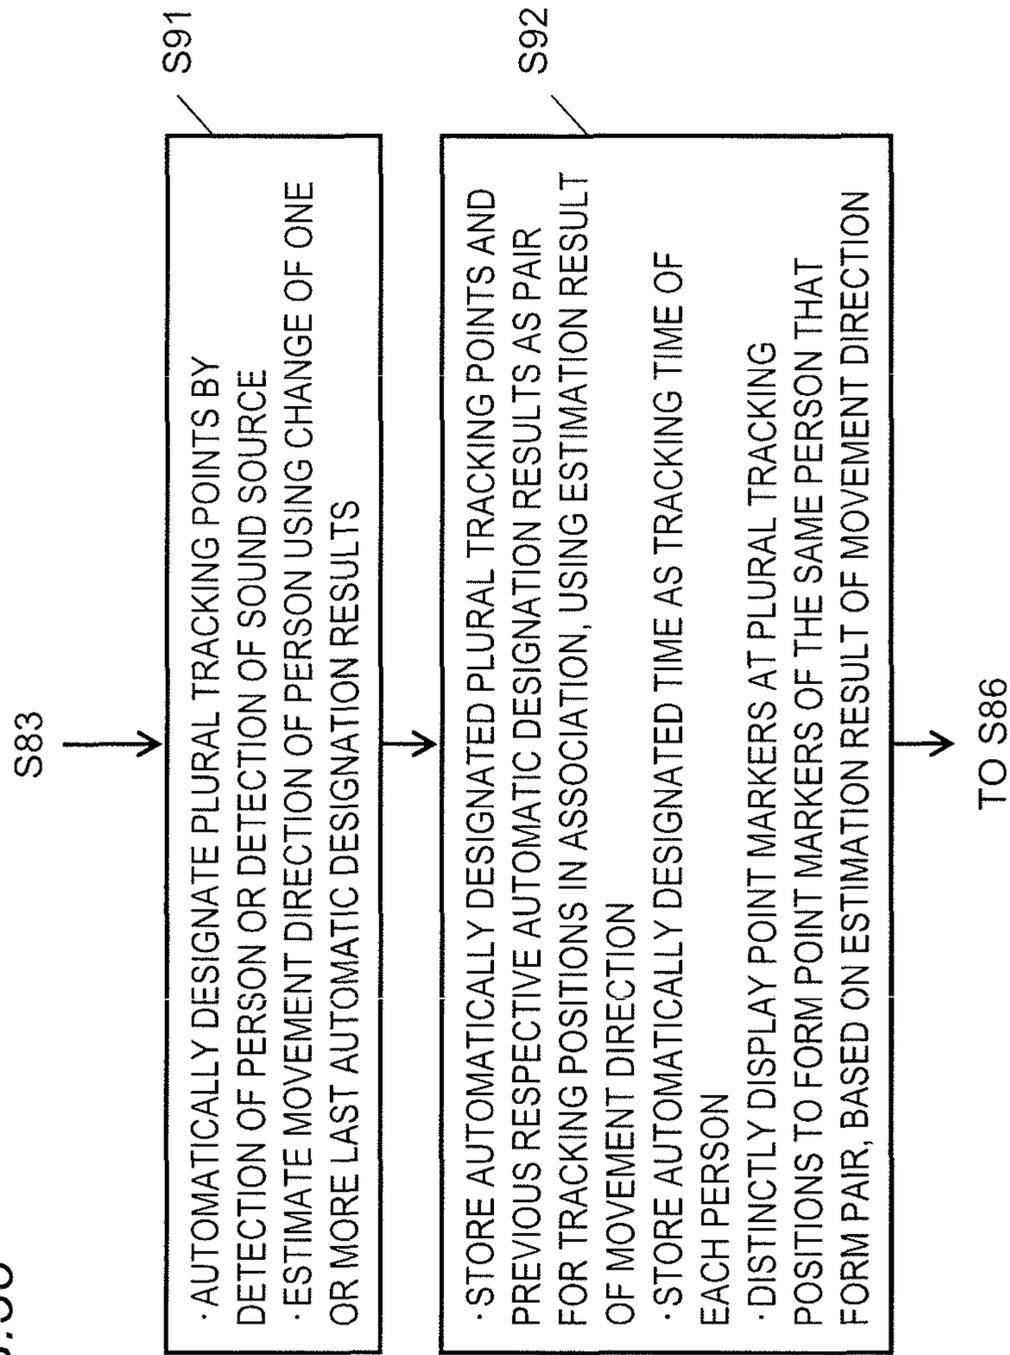 S83
S91
· AUTOMATICALLY DESIGNATE PLURAL TRACKING POINTS BY
DETECTION OF PERSON OR DETECTION OF SOUND SOURCE
· ESTIMATE MOVEMENT DIRECTION OF PERSON USING CHANGE OF ONE
OR MORE LAST AUTOMATIC DESIGNATION RESULTS
S92
· STORE AUTOMATICALLY DESIGNATED PLURAL TRACKING POINTS AND
PREVIOUS RESPECTIVE AUTOMATIC DESIGNATION RESULTS AS PAIR
FOR TRACKING POSITIONS IN ASSOCIATION, USING ESTIMATION RESULT
OF MOVEMENT DIRECTION
· STORE AUTOMATICALLY DESIGNATED TIME AS TRACKING TIME OF
EACH PERSON
· DISTINCTLY DISPLAY POINT MARKERS AT PLURAL TRACKING
POSITIONS TO FORM POINT MARKERS OF THE SAME PERSON THAT
FORM PAIR, BASED ON ESTIMATION RESULT OF MOVEMENT DIRECTION
TO S86